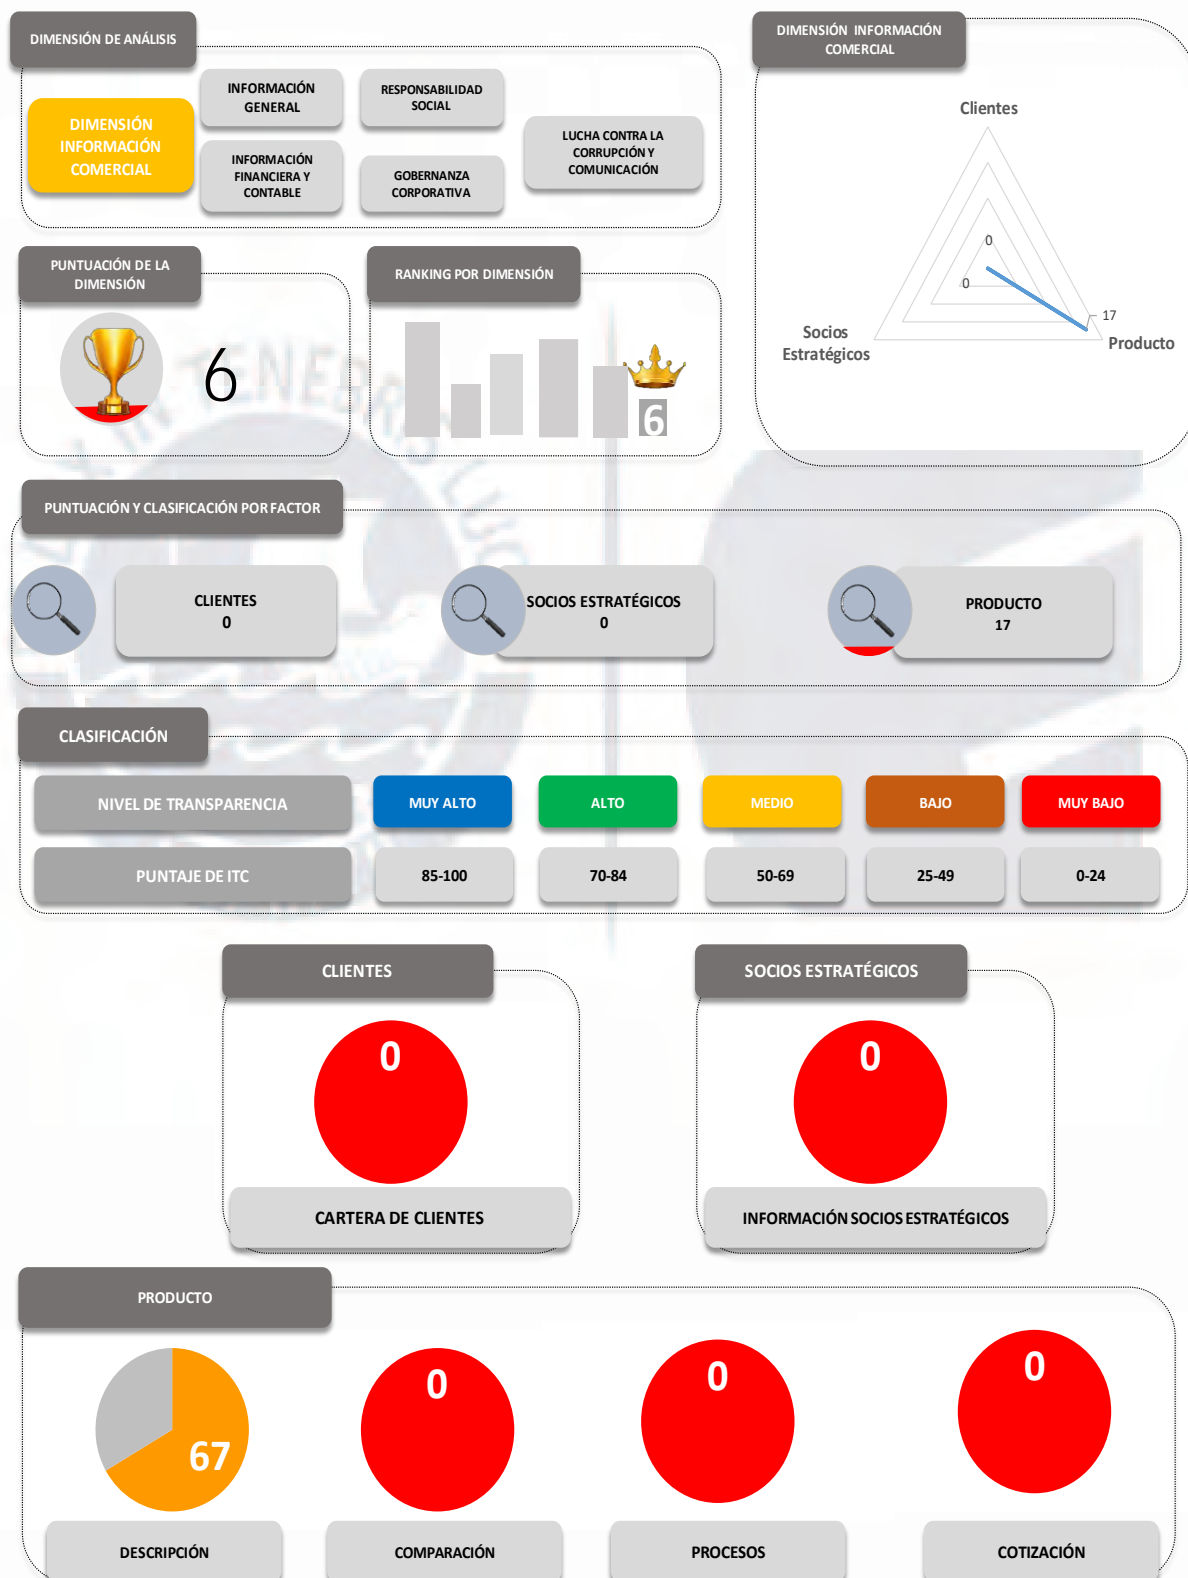 DIMENSIÓN DE ANÁLISIS
DIMENSIÓN
INFORMACIÓN
COMERCIAL
INFORMACIÓN
GENERAL
RESPONSABILIDAD
SOCIAL
INFORMACIÓN
FINANCIERA Y
CONTABLE
GOBERNANZA
CORPORATIVA
LUCHA CONTRA LA
CORRUPCIÓN Y
COMUNICACIÓN
DIMENSIÓN INFORMACIÓN
COMERCIAL
Clientes
0
0
17
Socios
Estratégicos
Producto
PUNTUACIÓN DE LA
DIMENSIÓN
6
RANKING POR DIMENSIÓN
6
PUNTUACIÓN Y CLASIFICACIÓN POR FACTOR
CLIENTES
0
SOCIOS ESTRATÉGICOS
0
PRODUCTO
17
CLASIFICACIÓN
NIVEL DE TRANSPARENCIA
MUY ALTO
ALTO
MEDIO
BAJO
MUY BAJO
PUNTAJE DE ITC
85-100
70-84
50-69
25-49
0-24
CLIENTES
0
CARTERA DE CLIENTES
SOCIOS ESTRATÉGICOS
0
INFORMACIÓN SOCIOS ESTRATÉGICOS
PRODUCTO
67
DESCRIPCIÓN
0
COMPARACIÓN
0
PROCESOS
0
COTIZACIÓN